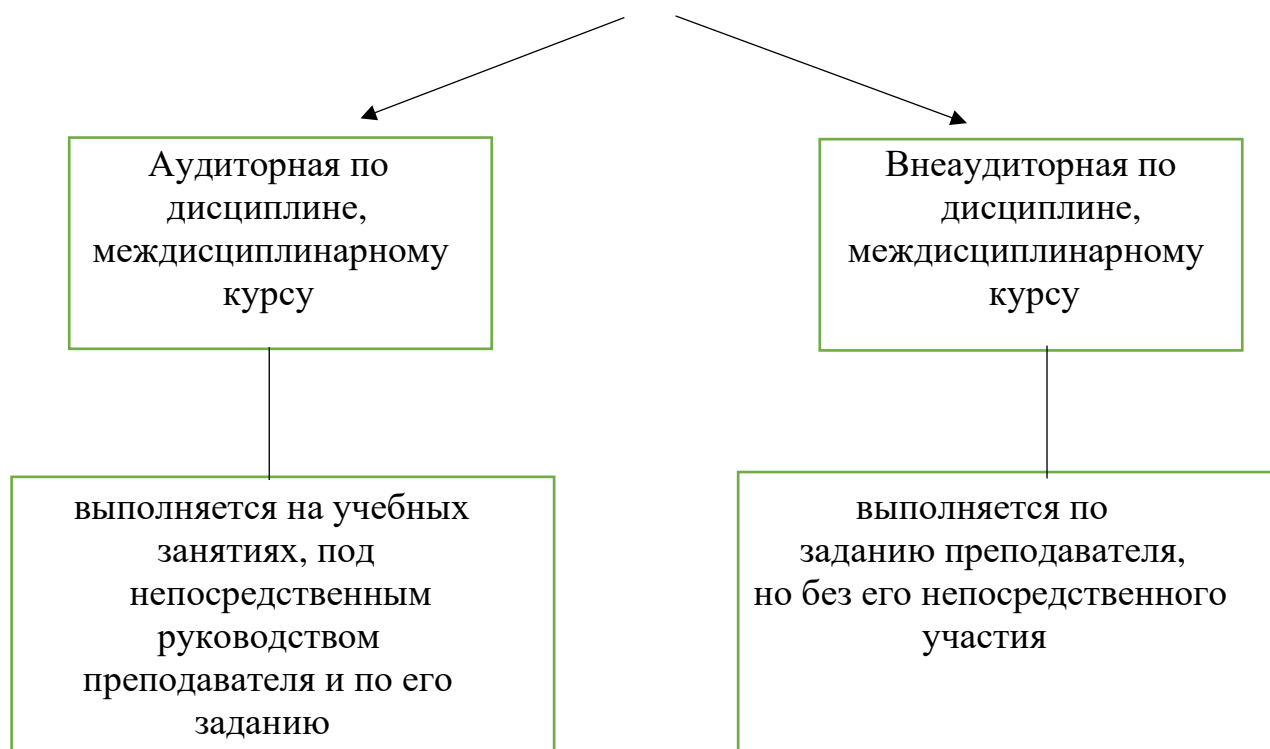 Аудиторная по
дисциплине,
междисциплинарному
курсу
Внеаудиторная по
дисциплине,
междисциплинарному
курсу
выполняется на учебных
занятиях, под
непосредственным
руководством
преподавателя и по его
заданию
выполняется по
заданию преподавателя,
но без его непосредственного
участия